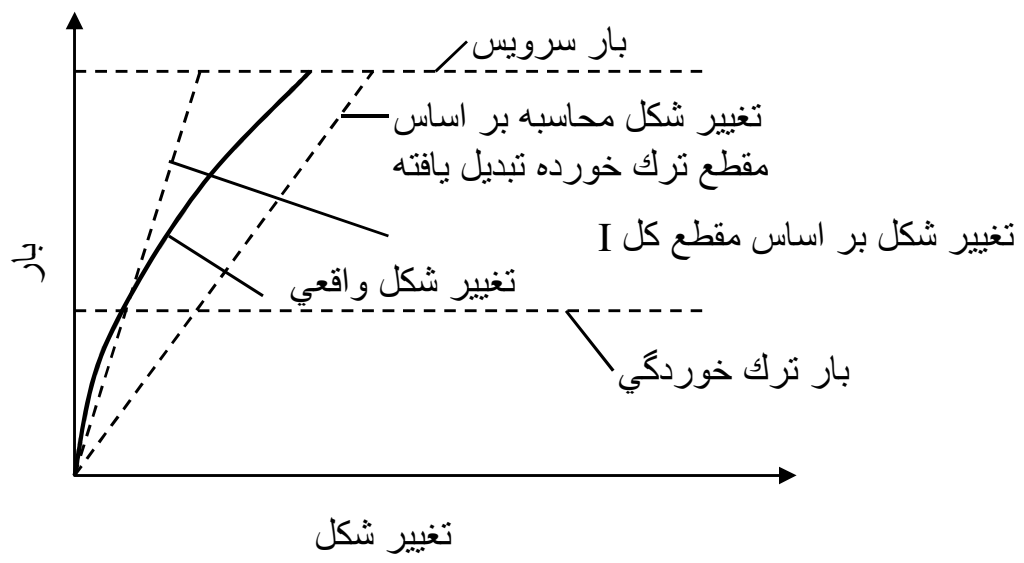 بار سرويس
تغيير شكل محاسبه بر اساس
مقطع ترك خورده تبديل يافته
تغيير شكل بر اساس مقطع كل I
تغيير شكل واقعي
بار ترك خوردگي
بار
تغيير شكل